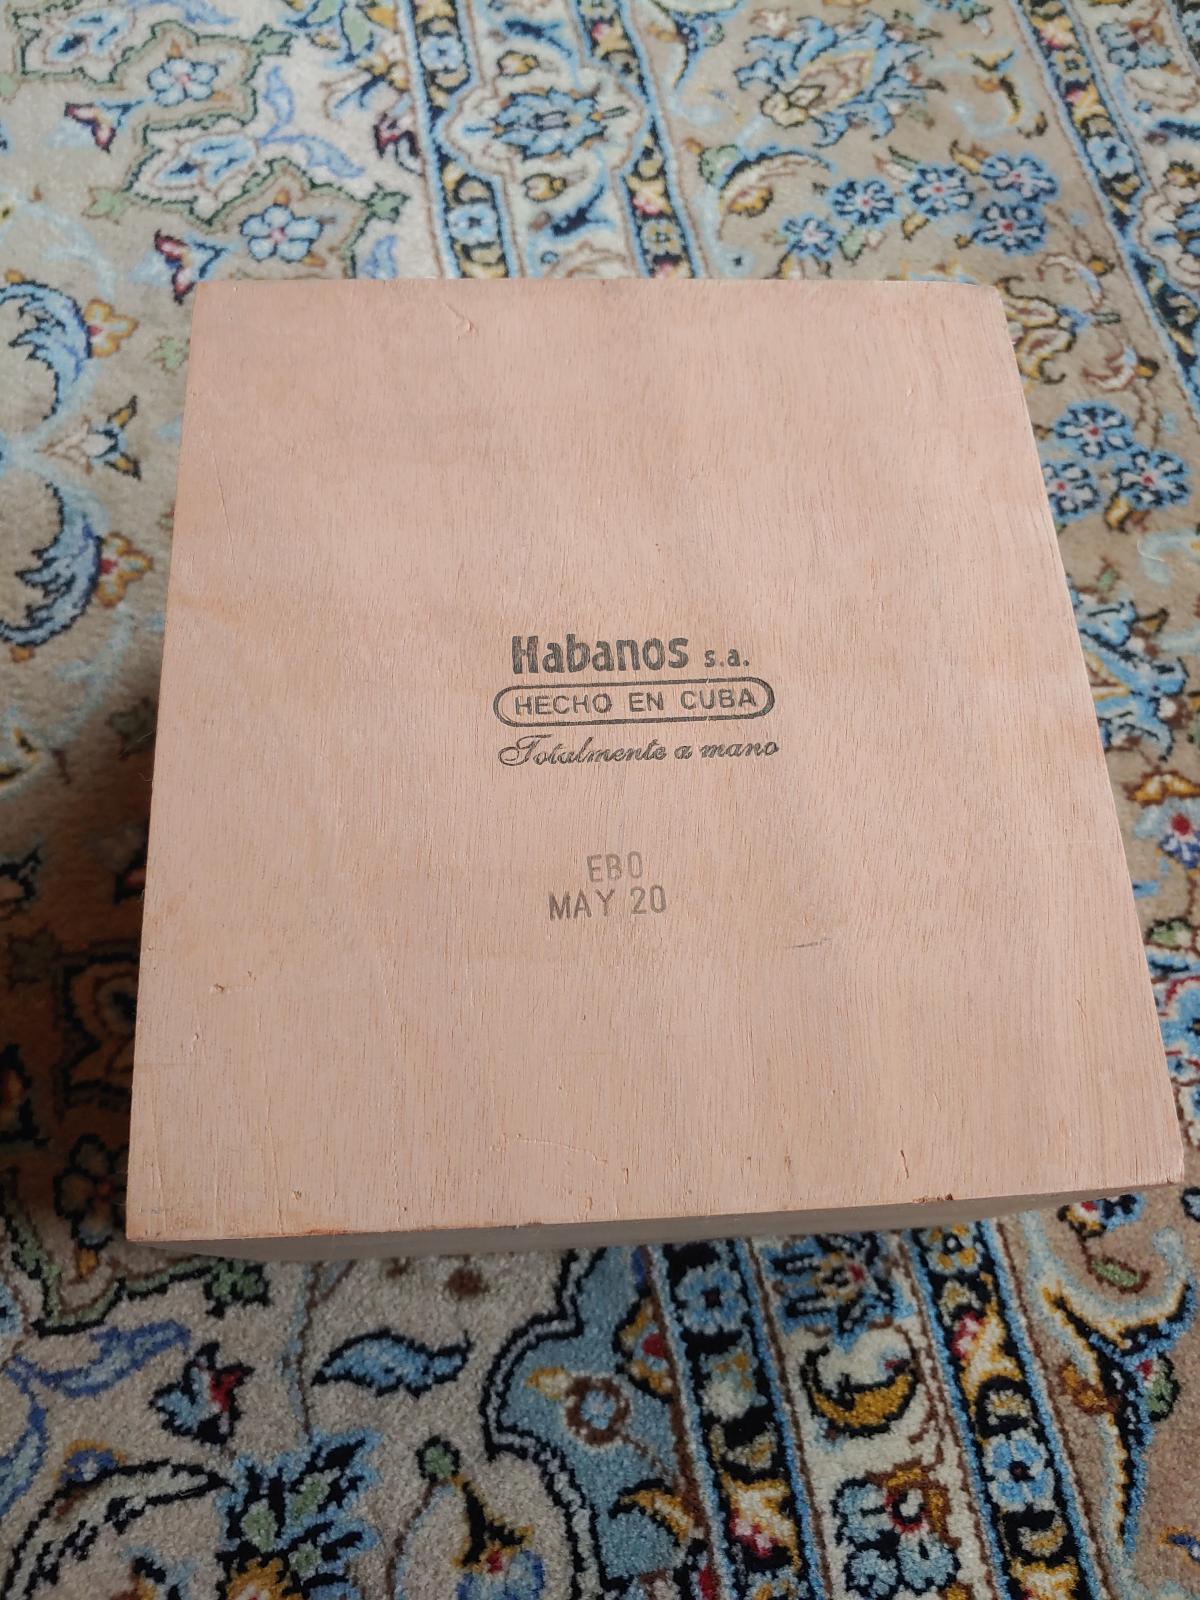 Habanos s.a.
HECHO EN CUBA
Totalmente a mano
EBO
MAY 20